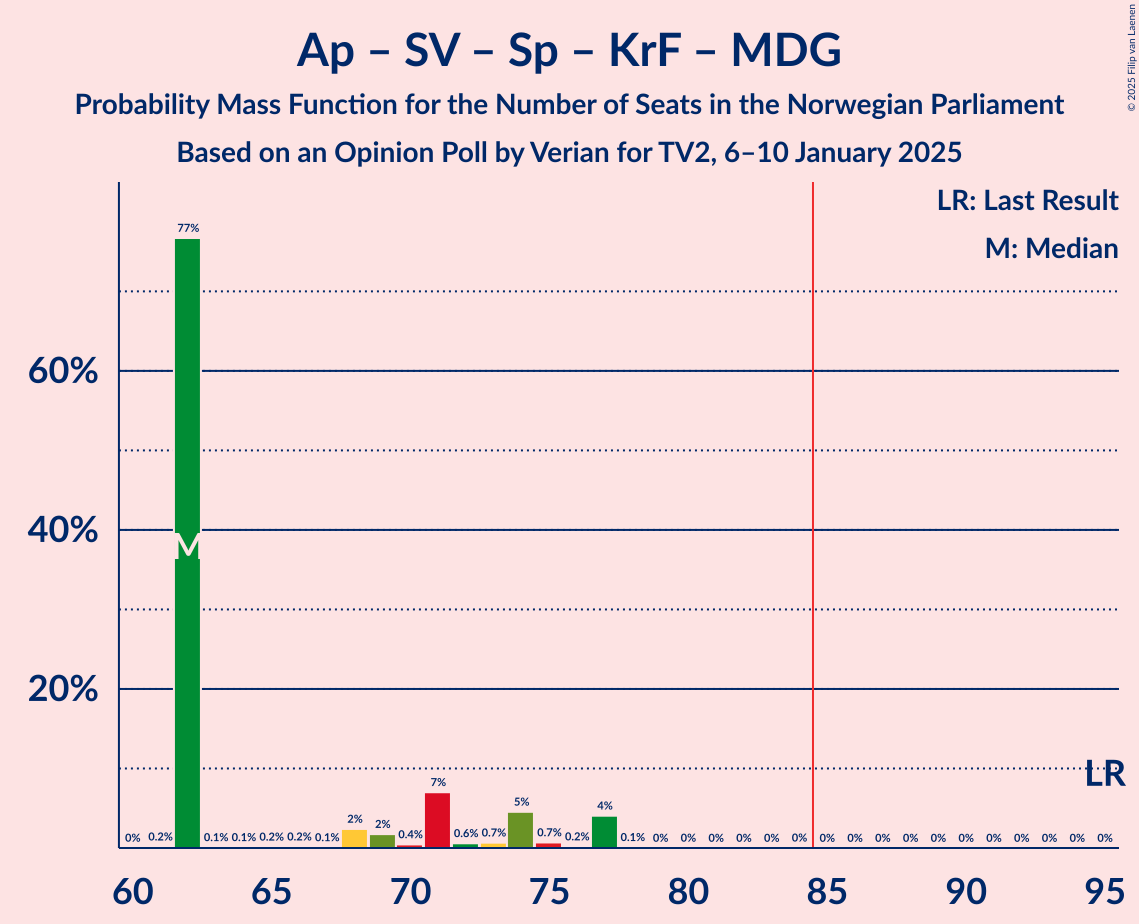 Ap – SV – Sp – KrF – MDG
Probability Mass Function for the Number of Seats in the Norwegian Parliament
Based on an Opinion Poll by Verian for TV2, 6–10 January 2025
© 2025 Filip van Laenen
LR: Last Result
M: Median
77%
60%
40%
M
20%
LR
0% 0.2% 0.1% 0.1% 0.2% 0.2% 0.1% 2% 2% 0.4% 7% 0.6% 0.7% 5% 0.7% 0.2% 4% 0.1% 0% 0% 0% 0% 0% 0% 0% 0% 0% 0% 0% 0% 0% 0% 0% 0% 0%
60 65 70 75 80 85 90 95